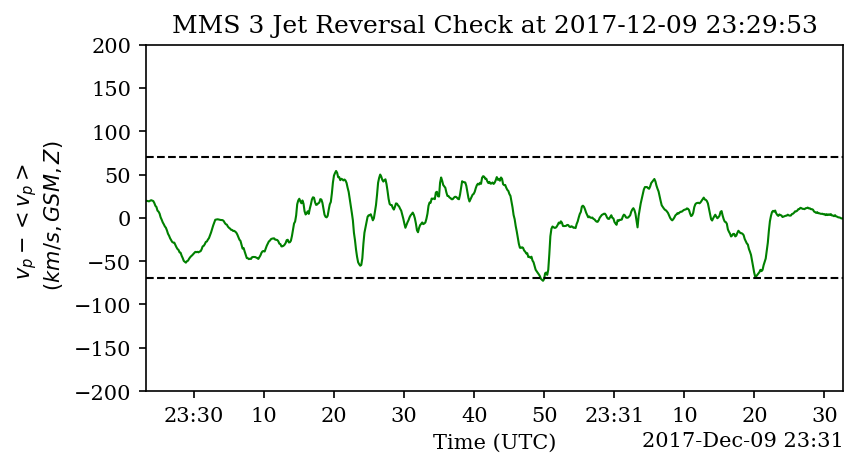 MMS 3 Jet Reversal Check at 2017-12-09 23:29:53
v_p − < v_p >
(km/s, GSM, Z)
200
150
100
50
0
−50
−100
−150
−200
23:30 10 20 30 40 50 23:31 10 20 30
Time (UTC) 2017-Dec-09 23:31